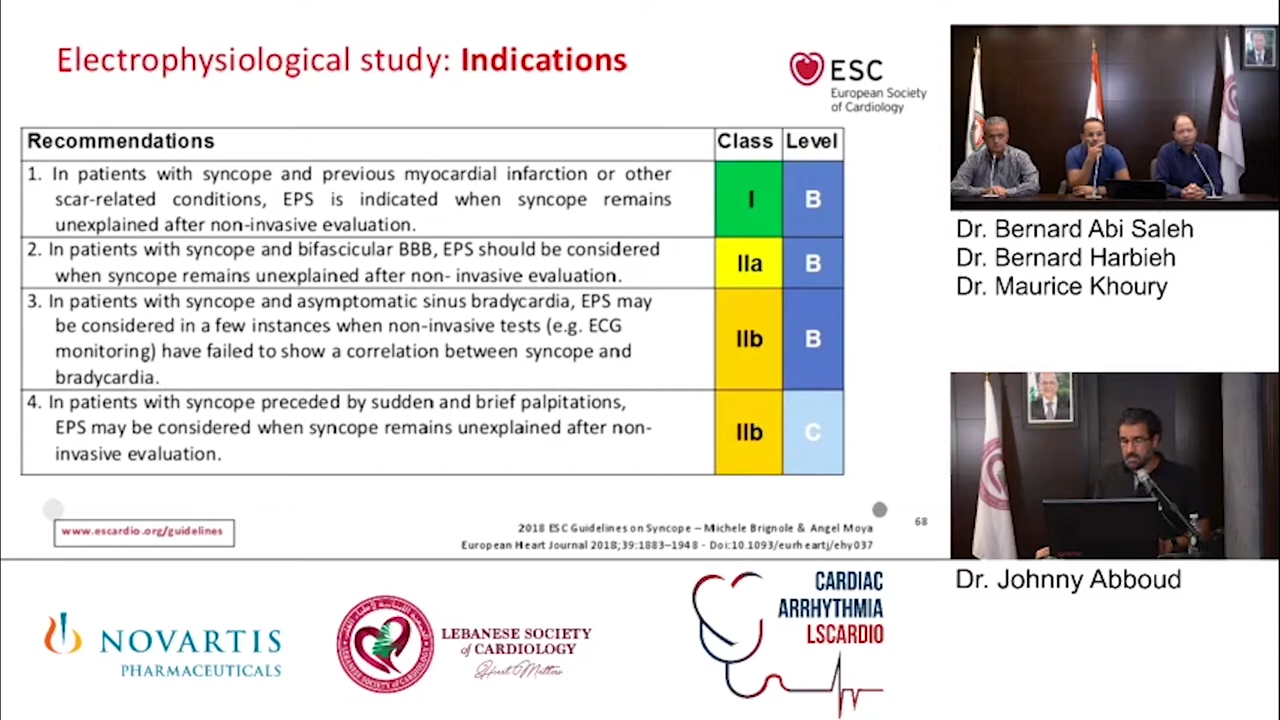 Electrophysiological study: Indications
ESC
European Society
of Cardiology
Recommendations Class Level
1. In patients with syncope and previous myocardial infarction or other
scar-related conditions, EPS is indicated when syncope remains
unexplained after non-invasive evaluation.
I B
2. In patients with syncope and bifascicular BBB, EPS should be considered
when syncope remains unexplained after non- invasive evaluation.
IIa B
3. In patients with syncope and asymptomatic sinus bradycardia, EPS may
be considered in a few instances when non-invasive tests (e.g. ECG
monitoring) have failed to show a correlation between syncope and
bradycardia.
IIb B
4. In patients with syncope preceded by sudden and brief palpitations,
EPS may be considered when syncope remains unexplained after non-
invasive evaluation.
IIb C
www.escardio.org/guidelines
2018 ESC Guidelines on Syncope – Michele Brignole & Angel Moya
European Heart Journal 2018;39:1883–1948 - Doi:10.1093/eurheartj/ehy037
68
Dr. Bernard Abi Saleh
Dr. Bernard Harbieh
Dr. Maurice Khoury
Dr. Johnny Abboud
NOVARTIS
PHARMACEUTICALS
LEBANESE SOCIETY
of CARDIOLOGY
Heart Matters
CARDIAC
ARRHYTHMIA
LSCARDIO